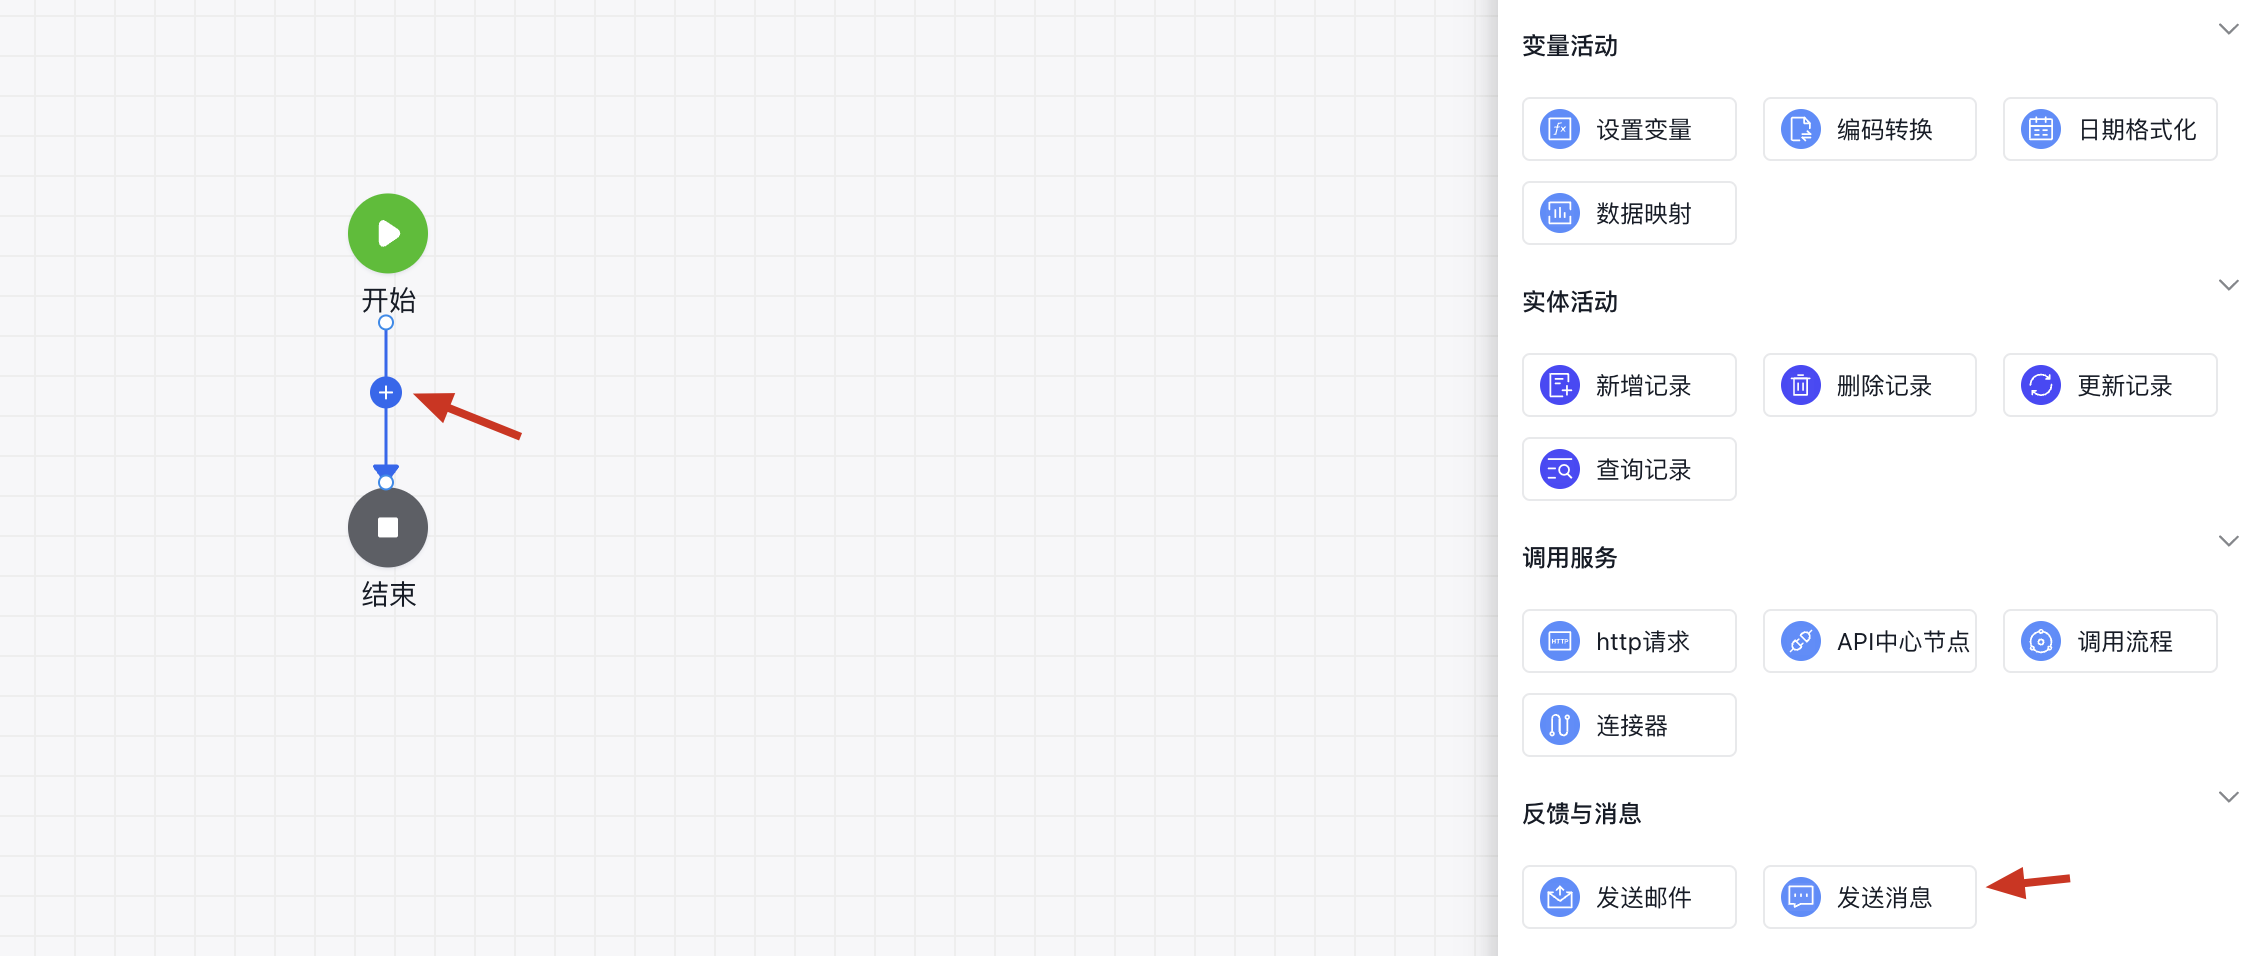 开始
结束
变量活动
设置变量
编码转换
日期格式化
数据映射
实体活动
新增记录
删除记录
更新记录
查询记录
调用服务
HTTP
http请求
API中心节点
调用流程
连接器
反馈与消息
发送邮件
发送消息